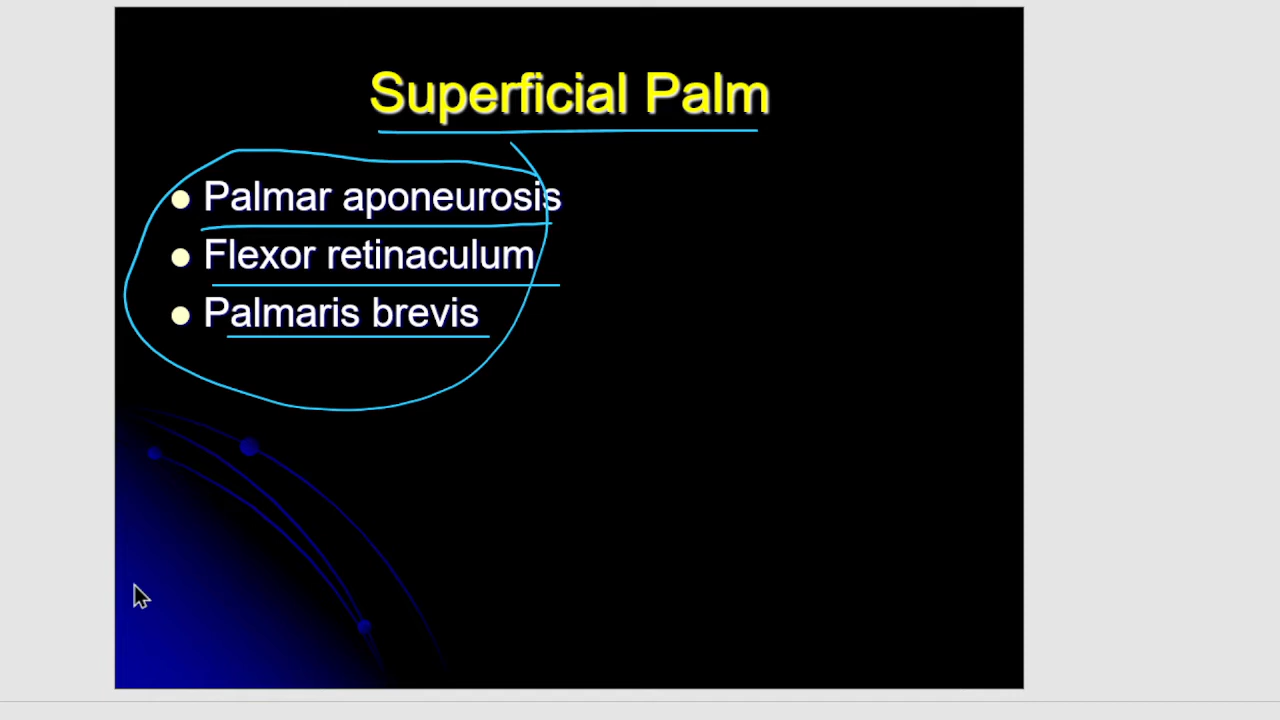 Superficial Palm
Palmar aponeurosis
Flexor retinaculum
Palmaris brevis